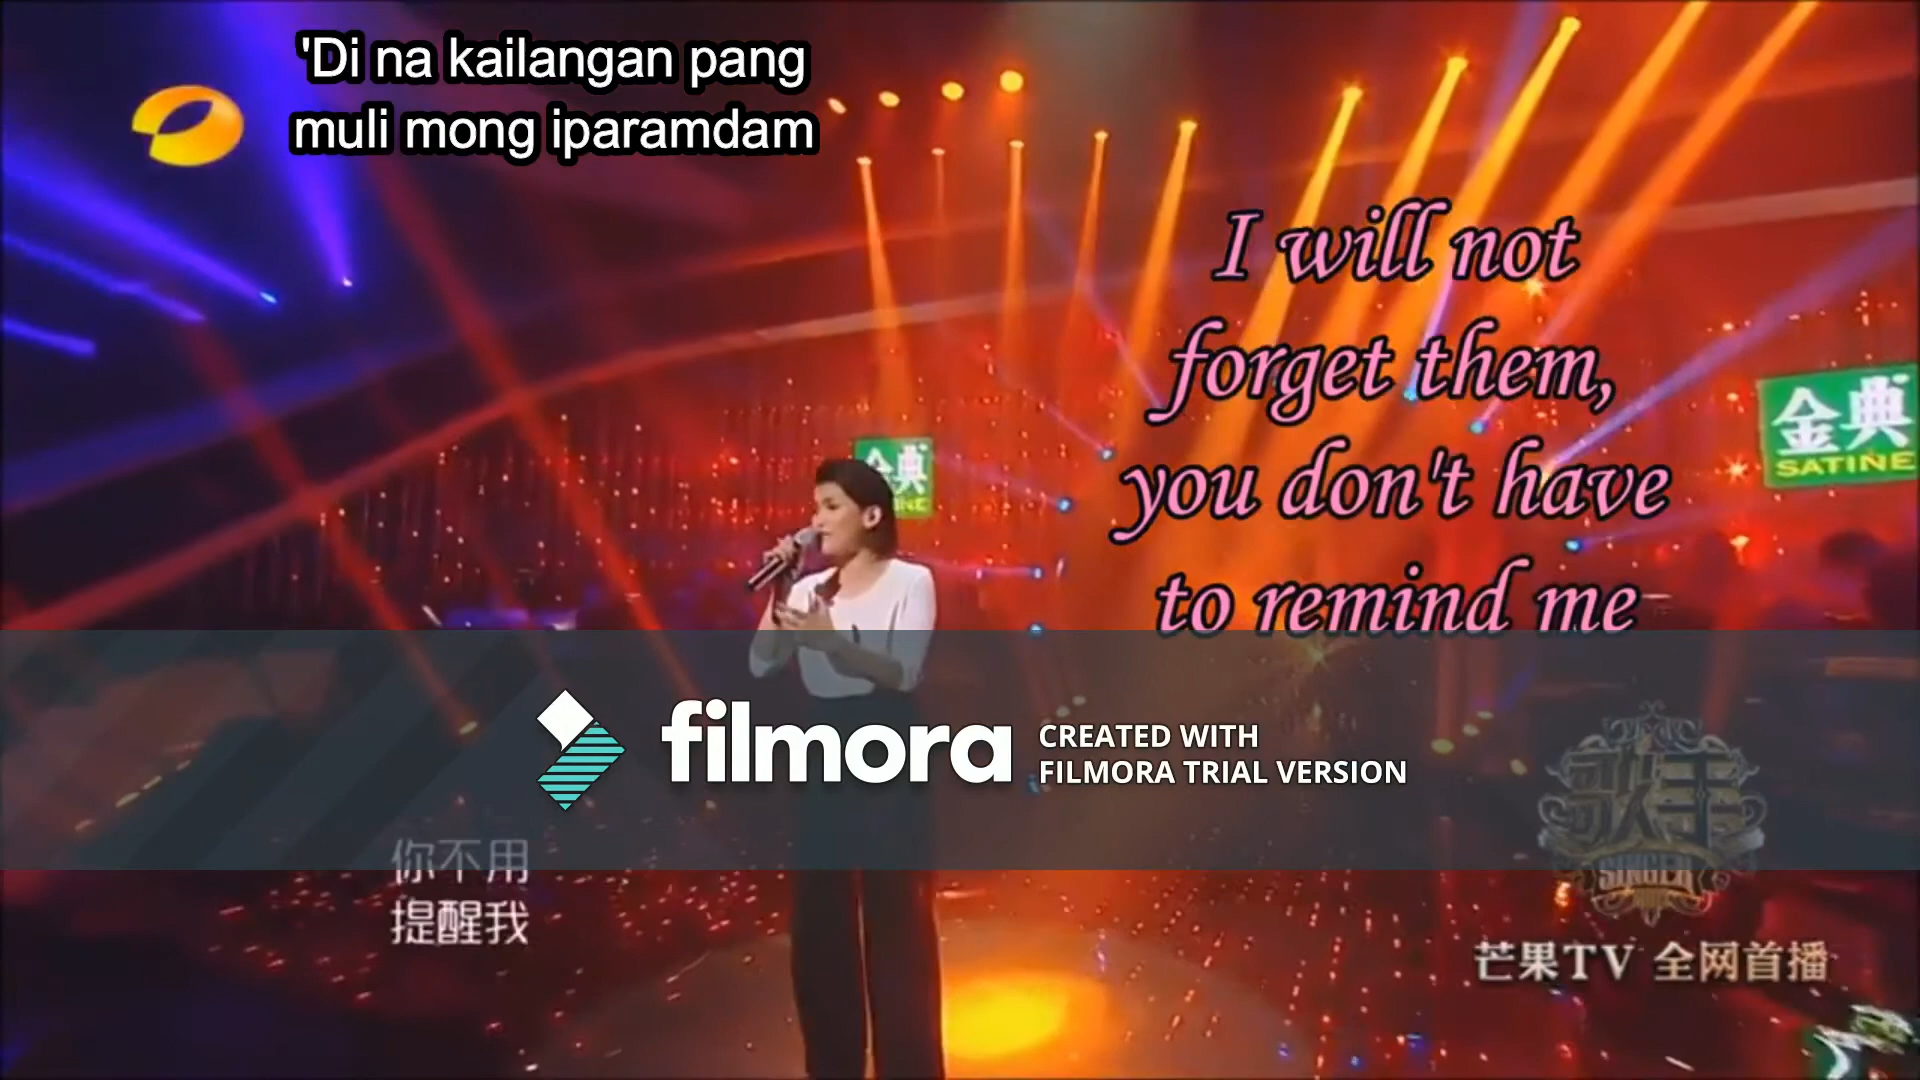 'Di na kailangan pang
muli mong iparamdam
I will not
forget them,
you don't have
to remind me
金典
SATINE
金典
filmora
CREATED WITH
FILMORA TRIAL VERSION
你不用
提醒我
歌手
SINGER
芒果TV 全网首播